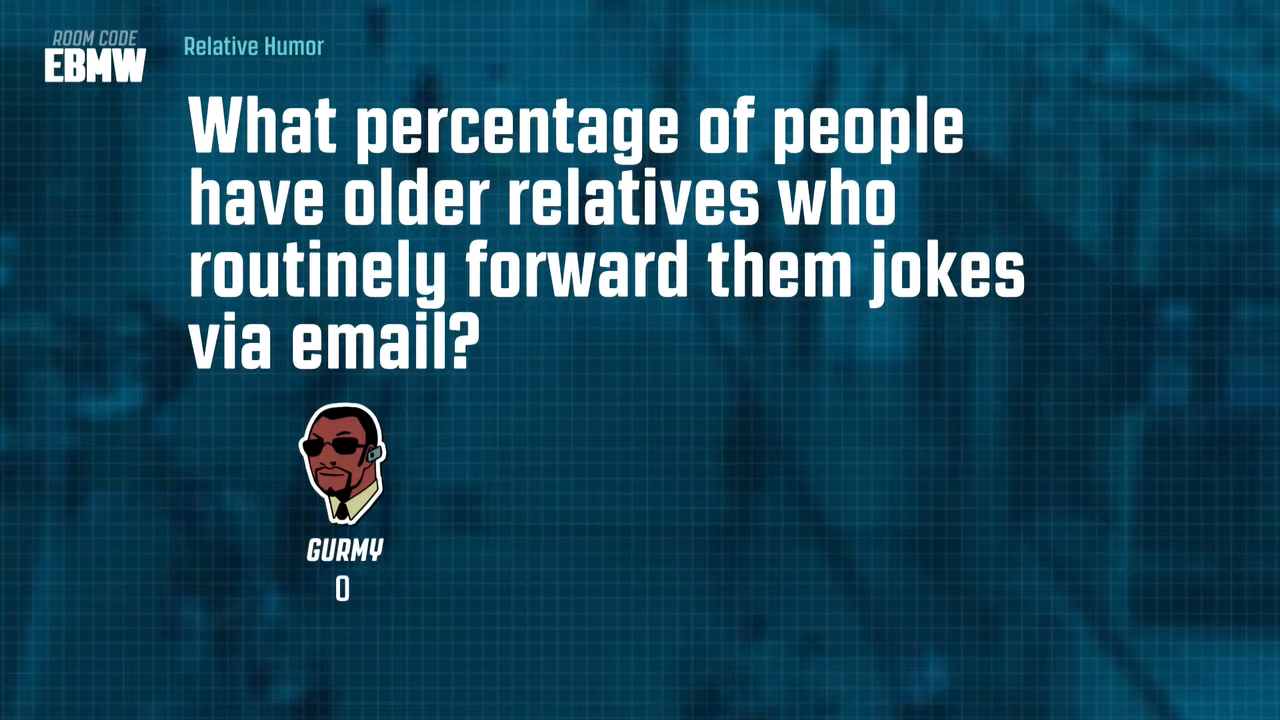 ROOM CODE
EBMW
Relative Humor
What percentage of people
have older relatives who
routinely forward them jokes
via email?
GURMY
0